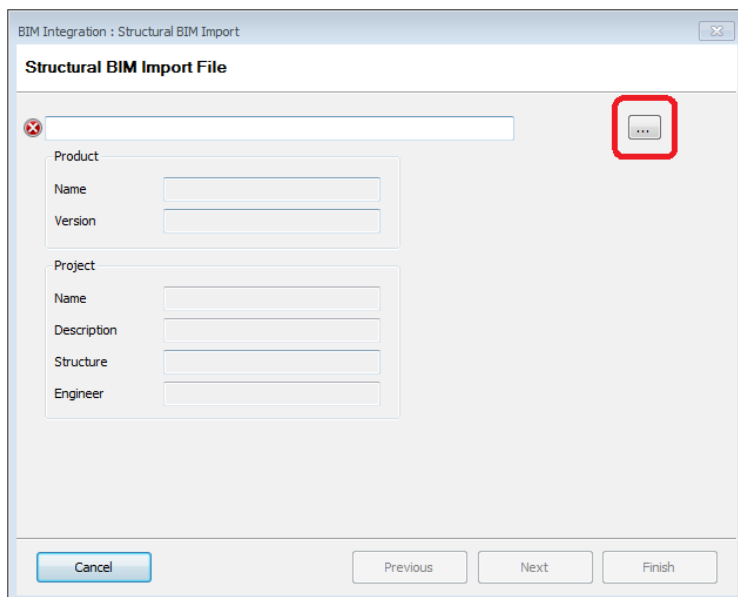 BIM Integration : Structural BIM Import
Structural BIM Import File
...
Product
Name
Version
Project
Name
Description
Structure
Engineer
Cancel Previous Next Finish